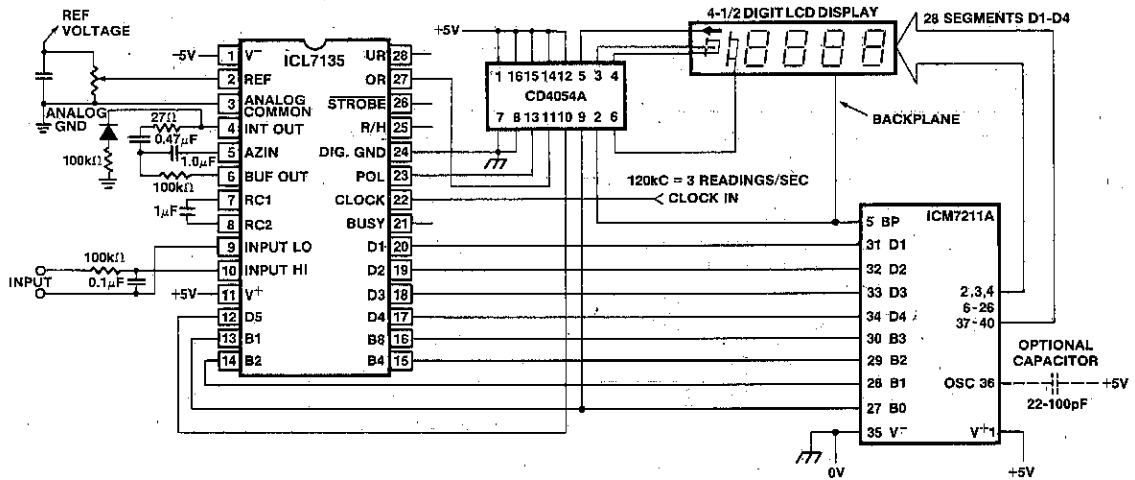 REF
VOLTAGE
-5V
ANALOG
GND
27Ω
0.47μF
1.0μF
100kΩ
100kΩ
1μF
100kΩ
INPUT
0.1μF
+5V
ICL7135
1 V- UR 28
2 REF OR 27
3 ANALOG COMMON STROBE 26
4 INT OUT R/H 25
5 AZIN DIG. GND 24
6 BUF OUT POL 23
7 RC1 CLOCK 22
8 RC2 BUSY 21
9 INPUT LO D1 20
10 INPUT HI D2 19
11 V+ D3 18
12 D5 D4 17
13 B1 B8 16
14 B2 B4 15
+5V
1 16 15 14 12 5 3 4
CD4054A
7 8 13 11 10 9 2 6
4-1/2 DIGIT LCD DISPLAY
28 SEGMENTS D1-D4
BACKPLANE
120kC = 3 READINGS/SEC
CLOCK IN
ICM7211A
5 BP
31 D1
32 D2
33 D3
34 D4
30 B3
29 B2
28 B1
27 B0
35 V-
2,3,4
6-26
37-40
OSC 36
V+ 1
OPTIONAL
CAPACITOR
22-100pF
+5V
0V
+5V